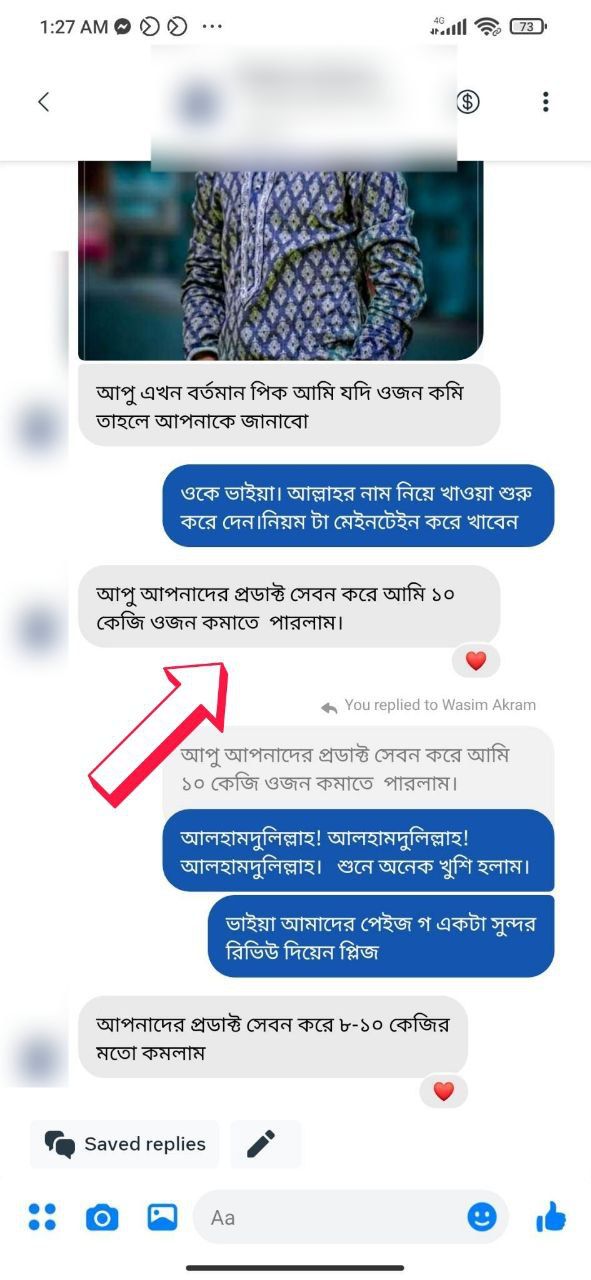 1:27 AM
4G
73
আপু এখন বর্তমান পিক আমি যদি ওজন কমি
তাহলে আপনাকে জানাবো
ওকে ভাইয়া। আল্লাহর নাম নিয়ে খাওয়া শুরু
করে দেন।নিয়ম টা মেইনটেইন করে খাবেন
আপু আপনাদের প্রডাক্ট সেবন করে আমি ১০
কেজি ওজন কমাতে পারলাম।
You replied to Wasim Akram
আপু আপনাদের প্রডাক্ট সেবন করে আমি
১০ কেজি ওজন কমাতে পারলাম।
আলহামদুলিল্লাহ! আলহামদুলিল্লাহ!
আলহামদুলিল্লাহ। শুনে অনেক খুশি হলাম।
ভাইয়া আমাদের পেইজ গ একটা সুন্দর
রিভিউ দিয়েন প্লিজ
আপনাদের প্রডাক্ট সেবন করে ৮-১০ কেজির
মতো কমলাম
Saved replies
Aa